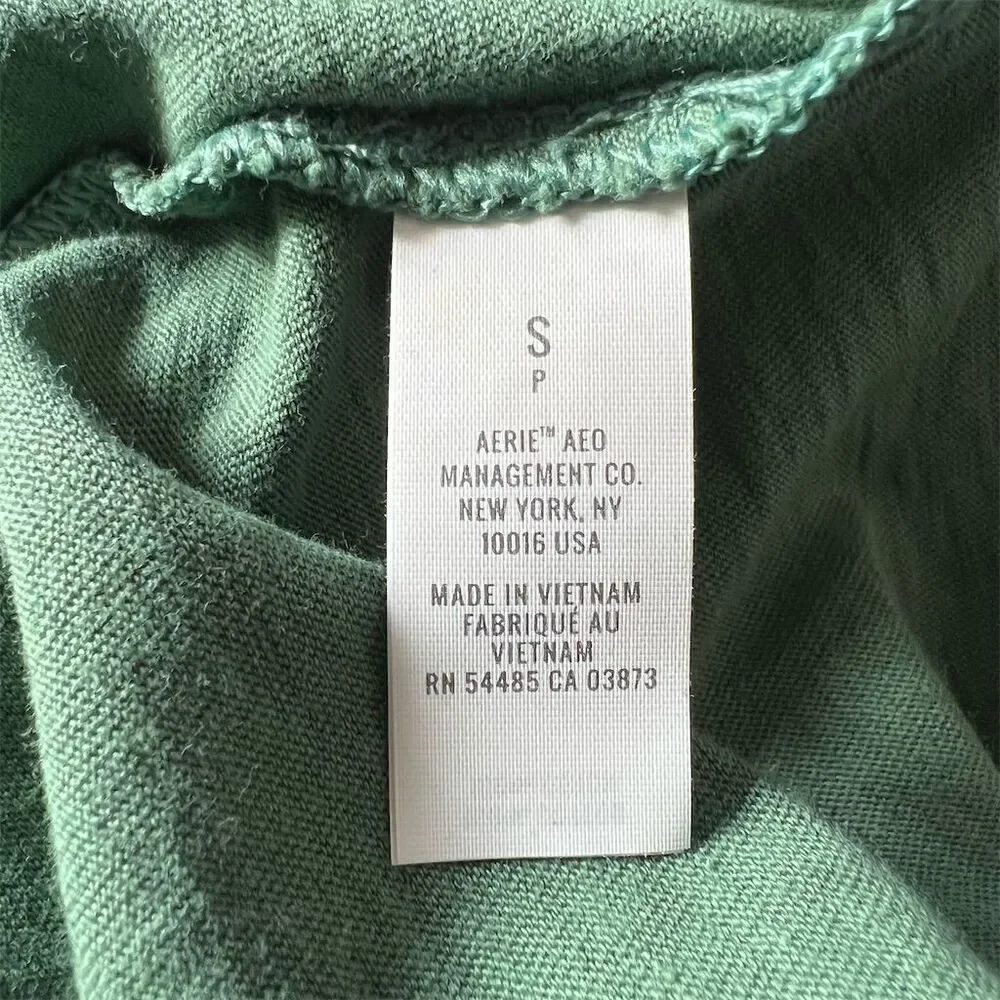 S
P
AERIE™ AEO
MANAGEMENT CO.
NEW YORK, NY
10016 USA
MADE IN VIETNAM
FABRIQUÉ AU
VIETNAM
RN 54485 CA 03873